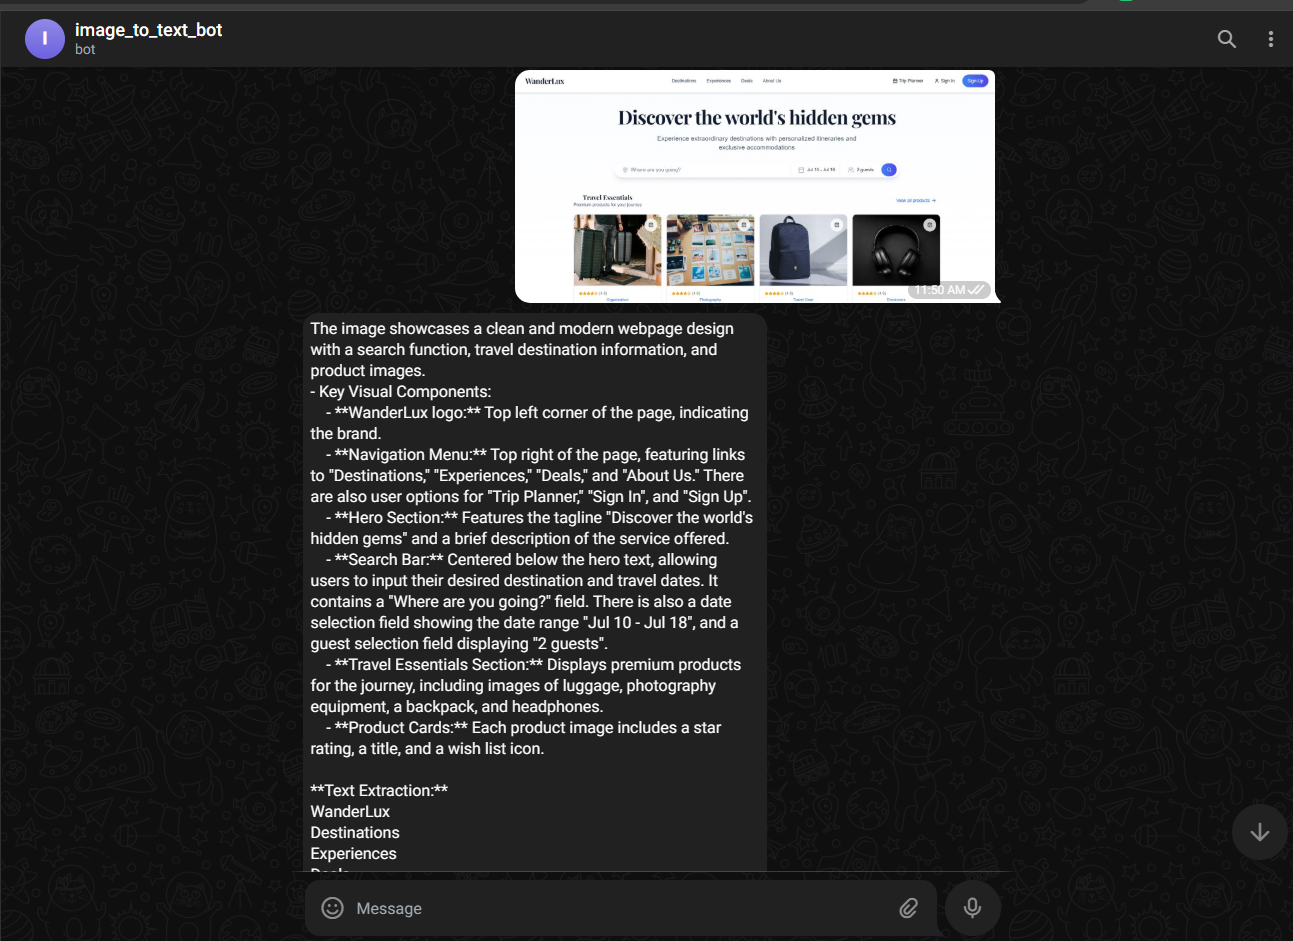 image_to_text_bot
bot
WanderLux
Destinations Experiences Deals About Us
Trip Planner Sign In Sign Up
Discover the world's hidden gems
Experience extraordinary destinations with personalized itineraries and
exclusive accommodations
Where are you going? 2 guests
Travel Essentials
Premium products for your journey
View all products →
Organization Photography Travel Gear Electronics
11:50 AM
The image showcases a clean and modern webpage design
with a search function, travel destination information, and
product images.
- Key Visual Components:
- **WanderLux logo:** Top left corner of the page, indicating
the brand.
- **Navigation Menu:** Top right of the page, featuring links
to "Destinations," "Experiences," "Deals," and "About Us." There
are also user options for "Trip Planner," "Sign In", and "Sign Up".
- **Hero Section:** Features the tagline "Discover the world's
hidden gems" and a brief description of the service offered.
- **Search Bar:** Centered below the hero text, allowing
users to input their desired destination and travel dates. It
contains a "Where are you going?" field. There is also a date
selection field showing the date range "Jul 10 - Jul 18", and a
guest selection field displaying "2 guests".
- **Travel Essentials Section:** Displays premium products
for the journey, including images of luggage, photography
equipment, a backpack, and headphones.
- **Product Cards:** Each product image includes a star
rating, a title, and a wish list icon.
**Text Extraction:**
WanderLux
Destinations
Experiences
Deals
Message